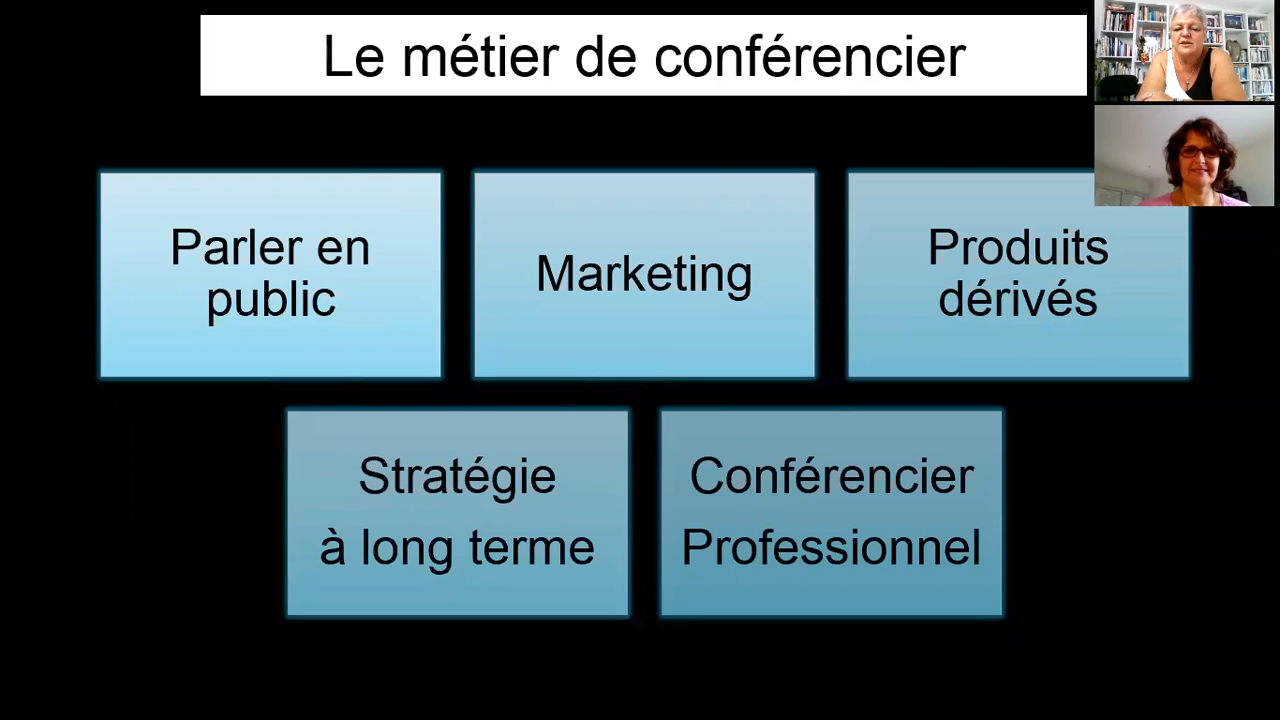 Le métier de conférencier
Parler en
public
Marketing
Produits
dérivés
Stratégie
à long terme
Conférencier
Professionnel